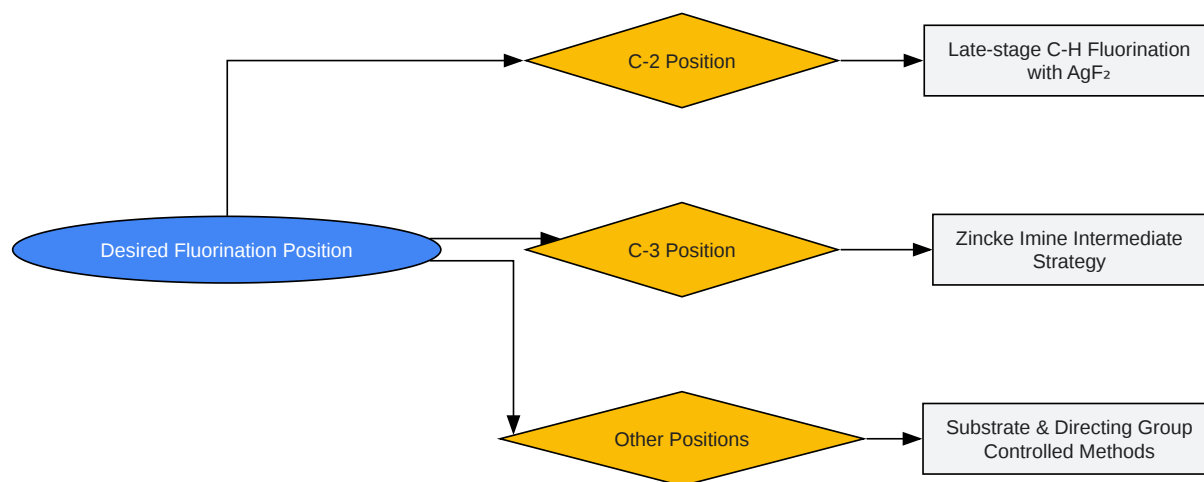 C-2 Position
Late-stage C-H Fluorination
with AgF₂
Desired Fluorination Position
C-3 Position
Zincke Imine Intermediate
Strategy
Other Positions
Substrate & Directing Group
Controlled Methods